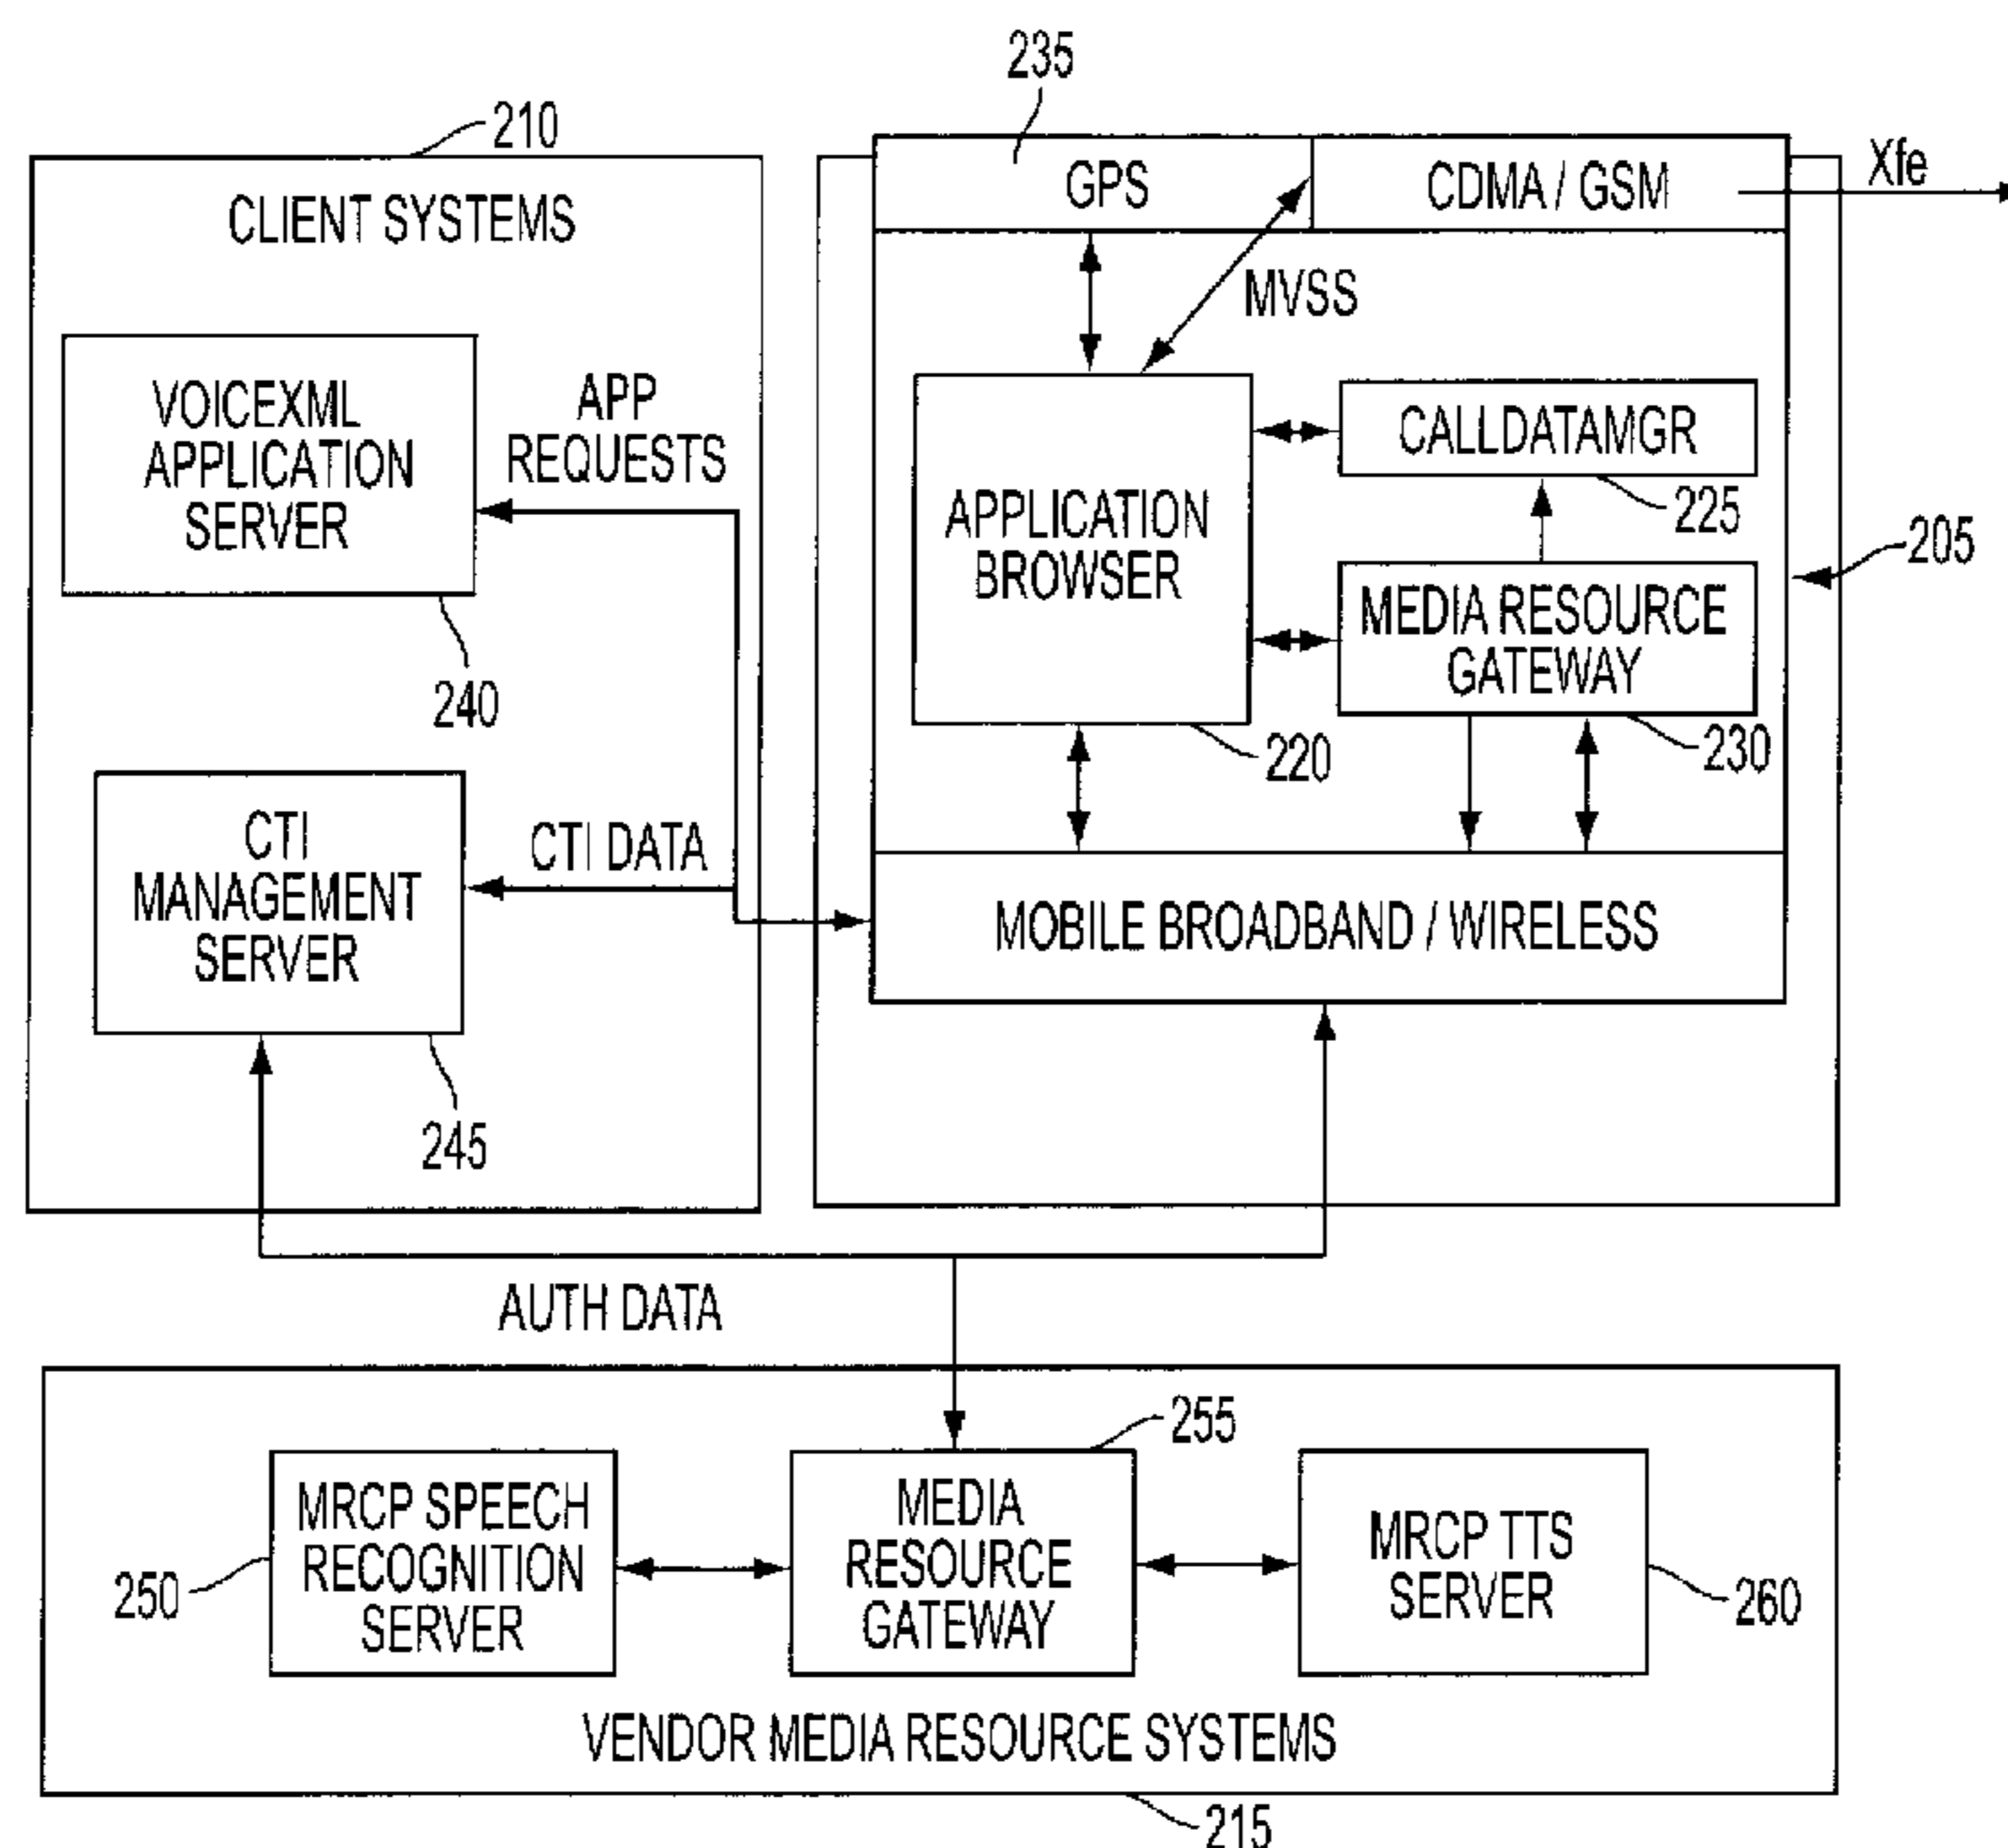 235
210
CLIENT SYSTEMS
GPS
CDMA / GSM
Xfe
MVSS
VOICEXML
APPLICATION
SERVER
APP
REQUESTS
240
APPLICATION
BROWSER
CALLDATAMGR
225
205
MEDIA RESOURCE
GATEWAY
220
230
CTI
MANAGEMENT
SERVER
CTI DATA
245
MOBILE BROADBAND / WIRELESS
AUTH DATA
255
MRCP SPEECH
RECOGNITION
SERVER
250
MEDIA
RESOURCE
GATEWAY
MRCP TTS
SERVER
260
VENDOR MEDIA RESOURCE SYSTEMS
215